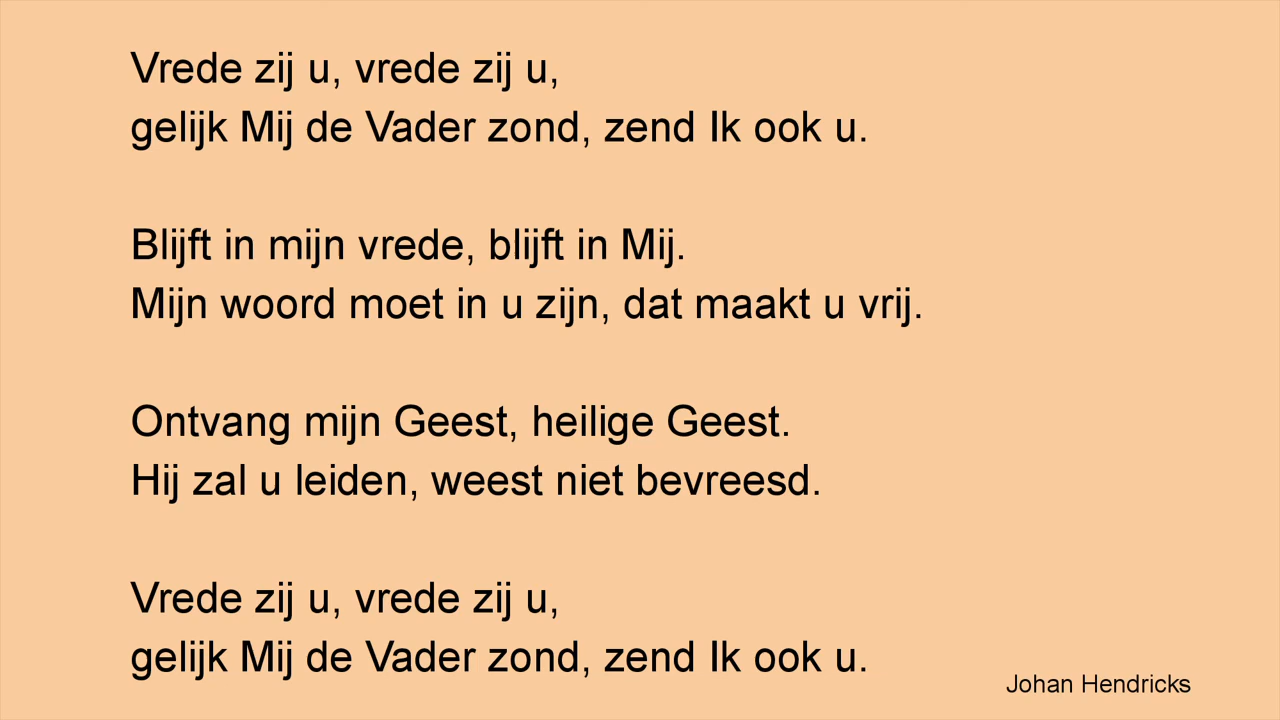 Vrede zij u, vrede zij u,
gelijk Mij de Vader zond, zend Ik ook u.
Blijft in mijn vrede, blijft in Mij.
Mijn woord moet in u zijn, dat maakt u vrij.
Ontvang mijn Geest, heilige Geest.
Hij zal u leiden, weest niet bevreesd.
Vrede zij u, vrede zij u,
gelijk Mij de Vader zond, zend Ik ook u.
Johan Hendricks